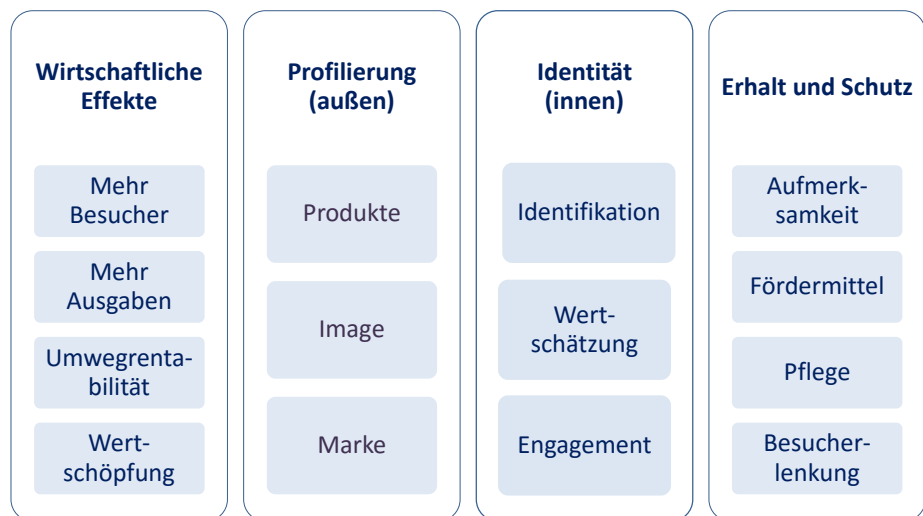 Wirtschaftliche
Effekte
Mehr
Besucher
Mehr
Ausgaben
Umwegrenta-
bilität
Wert-
schöpfung
Profilierung
(außen)
Produkte
Image
Marke
Identität
(innen)
Identifikation
Wert-
schätzung
Engagement
Erhalt und Schutz
Aufmerk-
samkeit
Fördermittel
Pflege
Besucher-
lenkung